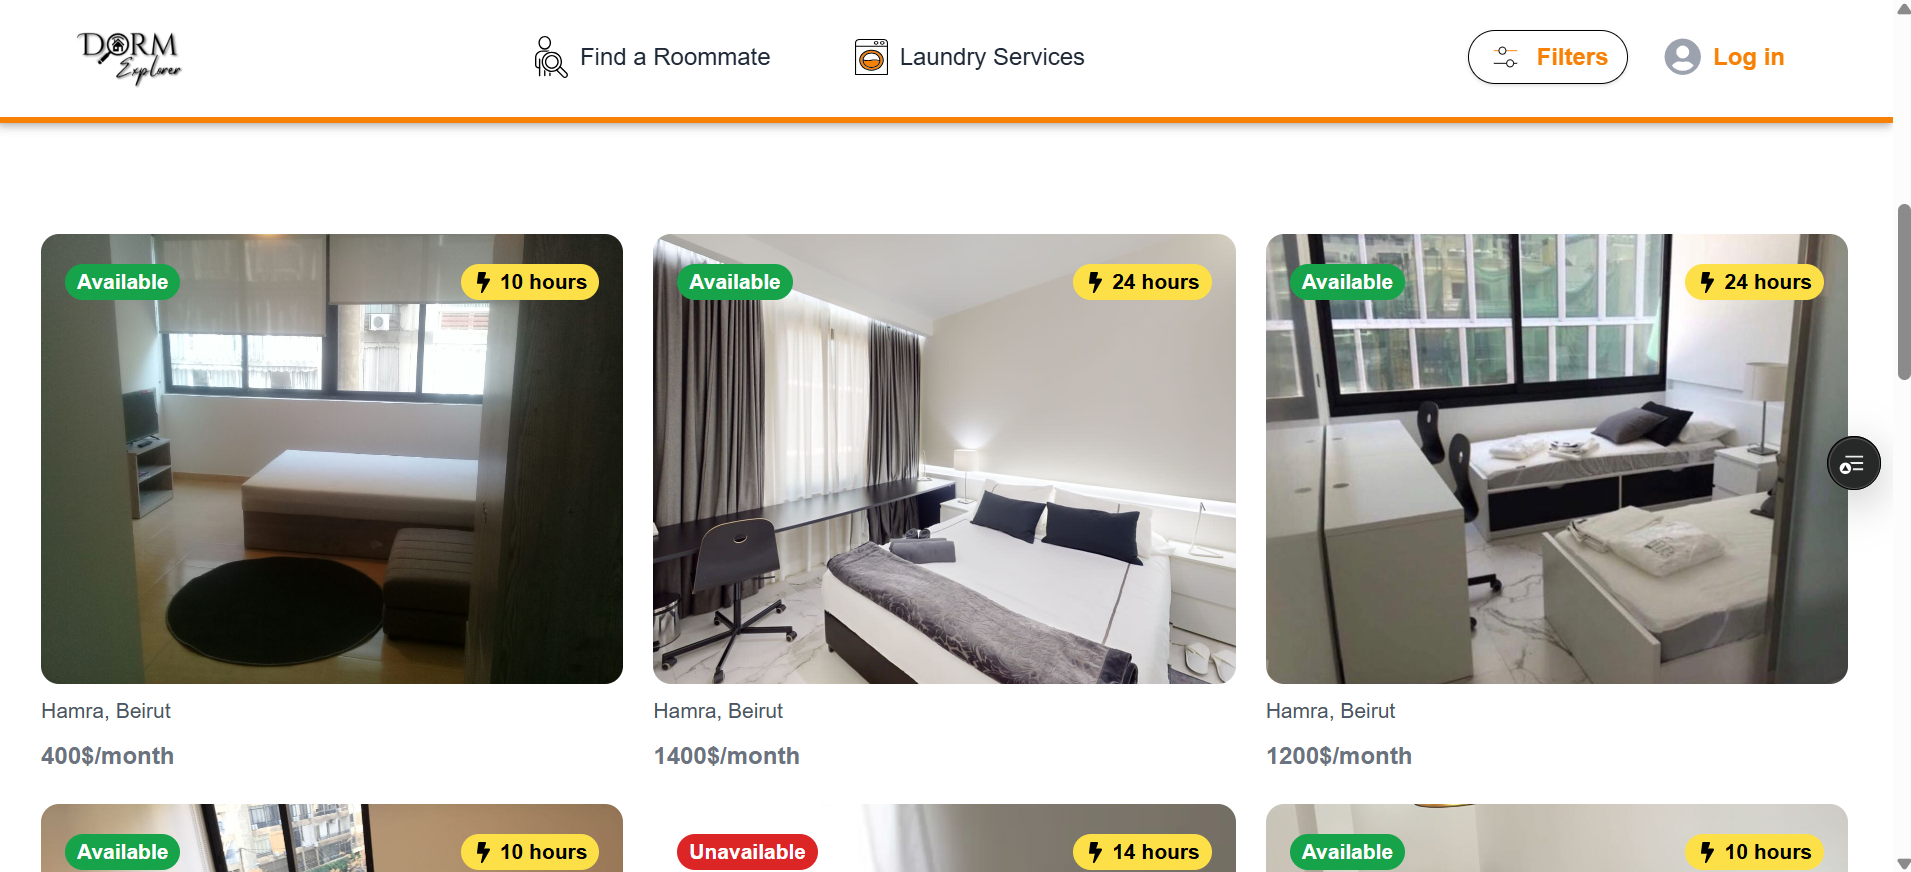 DORM
Explorer
Find a Roommate
Laundry Services
Filters
Log in
Available
10 hours
Available
24 hours
Available
24 hours
Hamra, Beirut
Hamra, Beirut
Hamra, Beirut
400$/month
1400$/month
1200$/month
Available
10 hours
Unavailable
14 hours
Available
10 hours